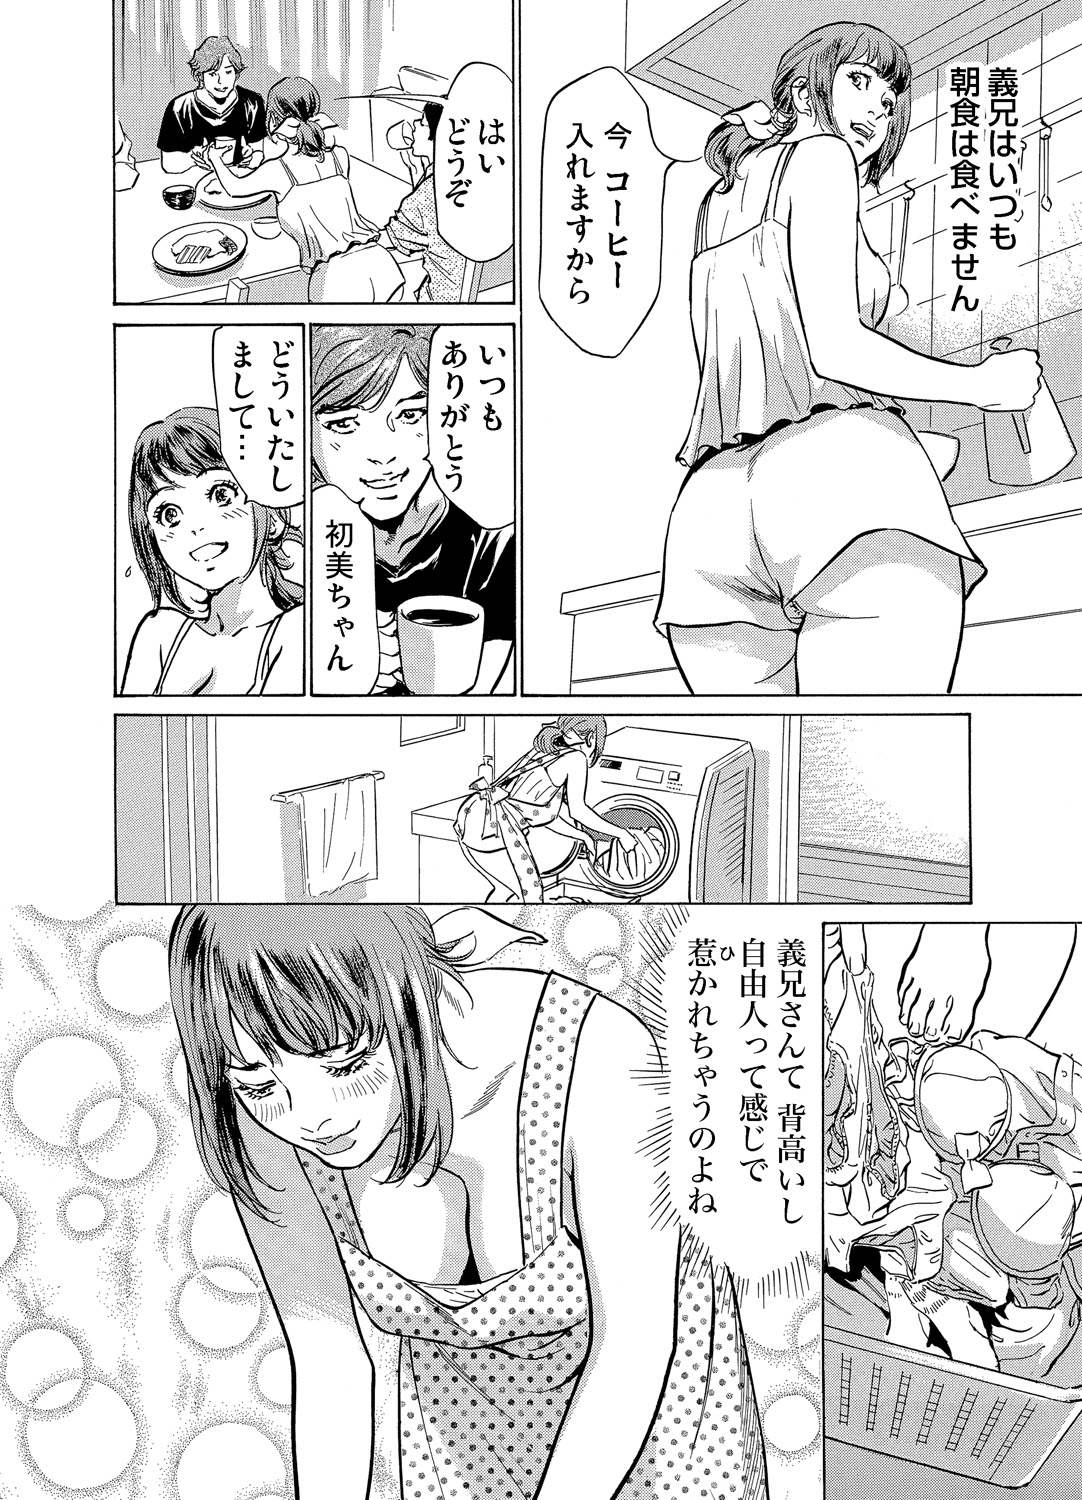 義兄はいつも
朝食は食べません
今 コーヒー
入れますから
はい
どうぞ
いつも
ありがとう
初美ちゃん
どういたし
まして…
義兄さんて 背高いし
自由人って感じで
惹かれちゃうのよね
ひ